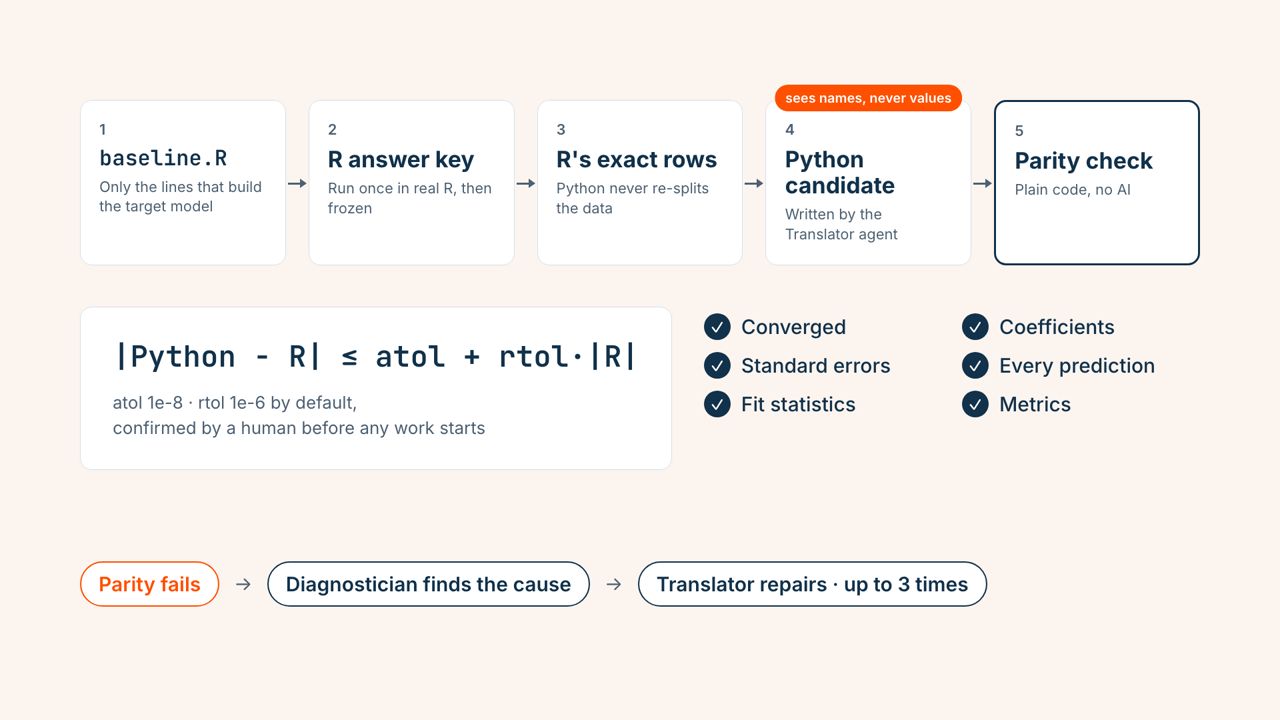 1
baseline.R
Only the lines that build
the target model
2
R answer key
Run once in real R, then
frozen
3
R's exact rows
Python never re-splits
the data
sees names, never values
4
Python
candidate
Written by the
Translator agent
5
Parity check
Plain code, no AI
|Python - R| ≤ atol + rtol·|R|
atol 1e-8 · rtol 1e-6 by default,
confirmed by a human before any work starts
Converged
Coefficients
Standard errors
Every prediction
Fit statistics
Metrics
Parity fails → Diagnostician finds the cause → Translator repairs · up to 3 times